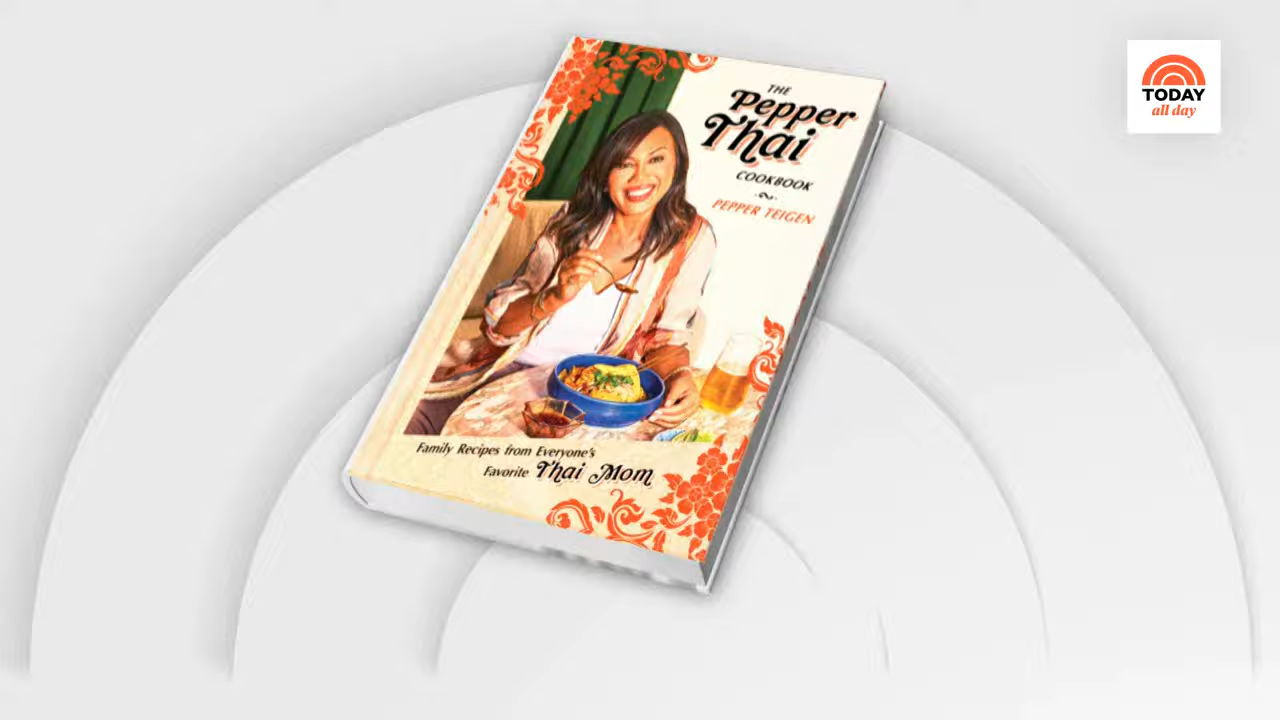 THE
Pepper
Thai
COOKBOOK
PEPPER TEIGEN
Family Recipes from Everyone's
Favorite Thai Mom
TODAY
all day